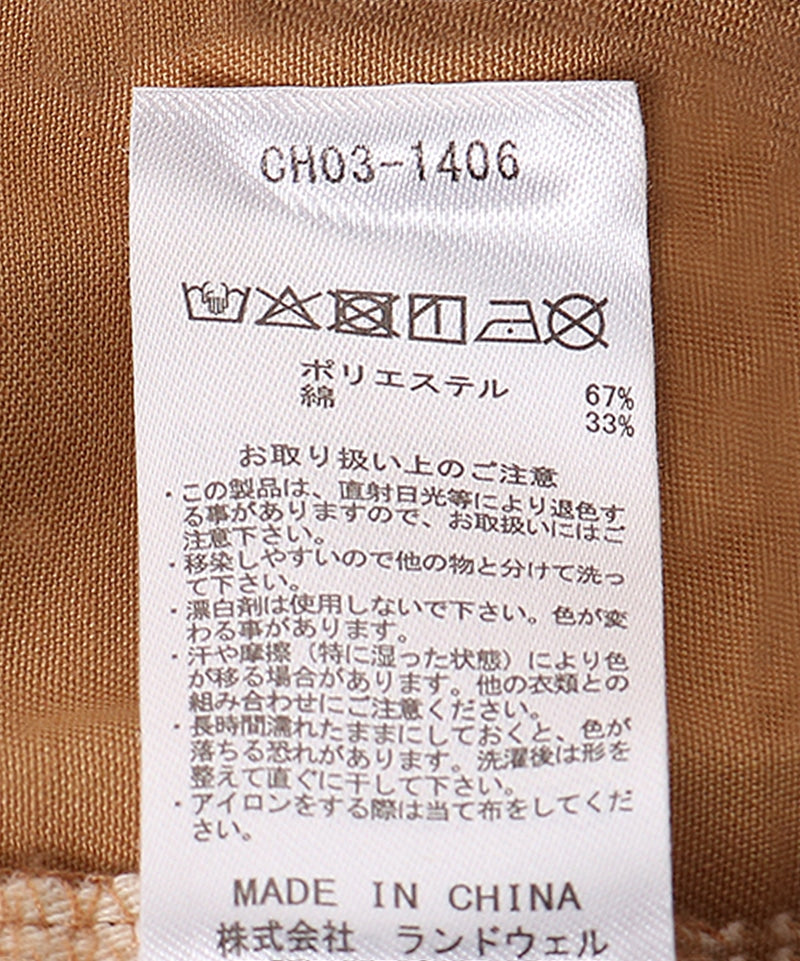 CH03-1406
ポリエステル 67%
綿 33%
お取り扱い上のご注意
・この製品は、直射日光等により退色す
る事がありますので、お取扱いにはご
注意下さい。
・移染しやすいので他の物と分けて洗っ
て下さい。
・漂白剤は使用しないで下さい。色が変
わる事があります。
・汗や摩擦（特に湿った状態）により色
が移る場合があります。他の衣類との
組み合わせにご注意ください。
・長時間濡れたままにしておくと、色が
落ちる恐れがあります。洗濯後は形を
整えて直ぐに干して下さい。
・アイロンをする際は当て布をしてくだ
さい。
MADE IN CHINA
株式会社 ランドウェル